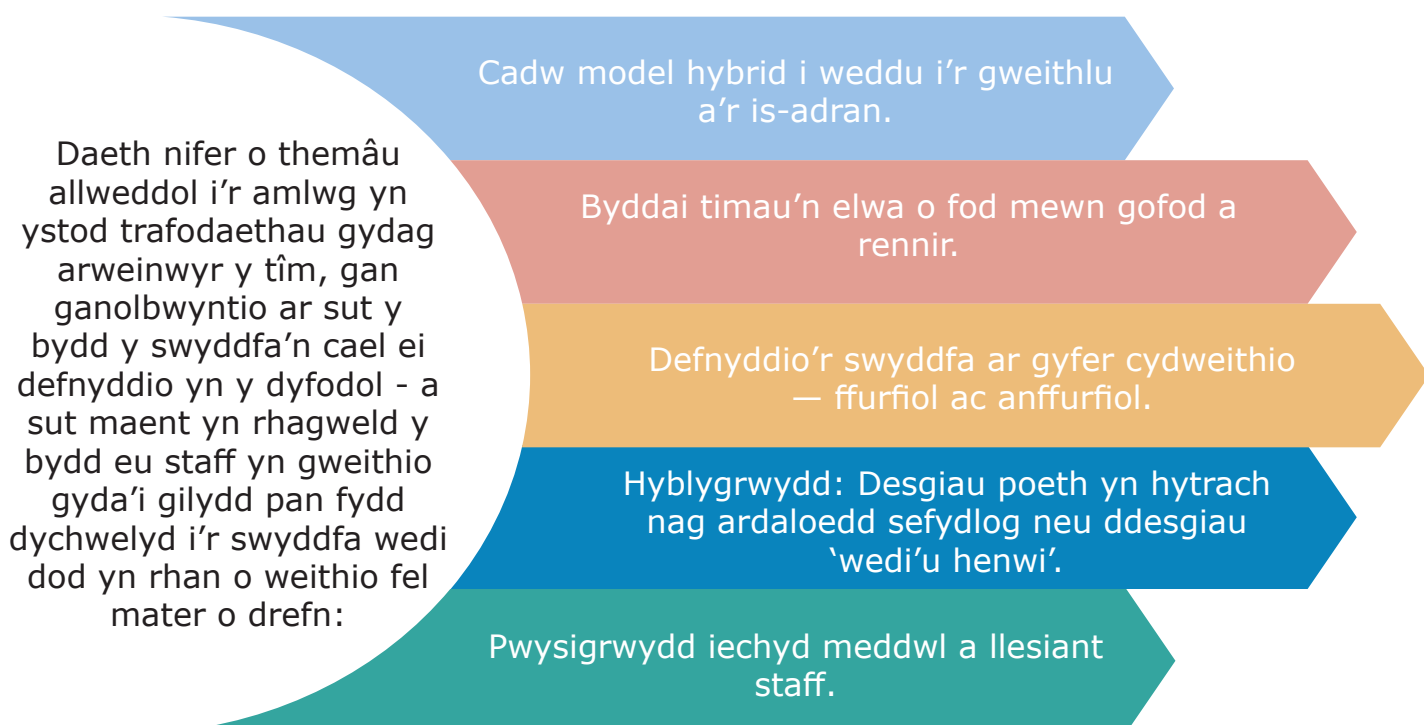 Daeth nifer o themâu
allweddol i’r amlwg yn
ystod trafodaethau gydag
arweinwyr y tîm, gan
ganolbwyntio ar sut y
bydd y swyddfa’n cael ei
defnyddio yn y dyfodol - a
sut maent yn rhagweld y
bydd eu staff yn gweithio
gyda’i gilydd pan fydd
dychwelyd i’r swyddfa wedi
dod yn rhan o weithio fel
mater o drefn:
Cadw model hybrid i weddu i’r gweithlu
a’r is-adran.
Byddai timau’n elwa o fod mewn gofod a
rennir.
Defnyddio’r swyddfa ar gyfer cydweithio
— ffurfiol ac anffurfiol.
Hyblygrwydd: Desgiau poeth yn hytrach
nag ardaloedd sefydlog neu ddesgiau
‘wedi’u henwi’.
Pwysigrwydd iechyd meddwl a llesiant
staff.